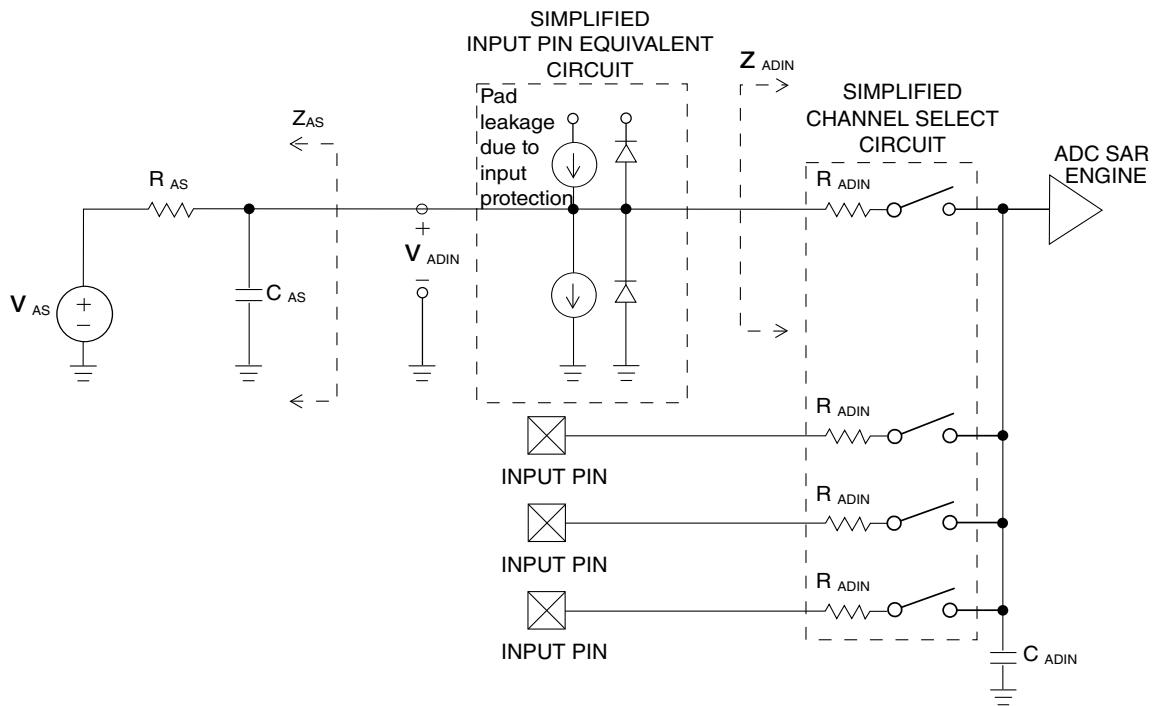 SIMPLIFIED
INPUT PIN EQUIVALENT
CIRCUIT
Pad
leakage
due to
input
protection
Z ADIN
SIMPLIFIED
CHANNEL SELECT
CIRCUIT
ADC SAR
ENGINE
ZAS
R AS
R ADIN
+
V ADIN
–
C AS
V AS
+
–
R ADIN
INPUT PIN
R ADIN
INPUT PIN
R ADIN
INPUT PIN
C ADIN